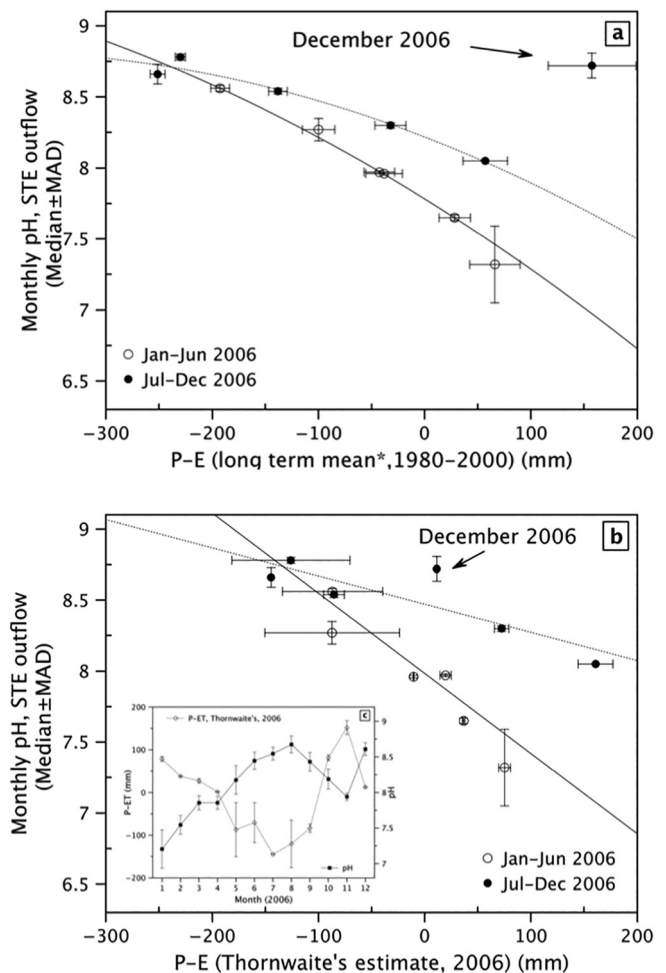 a
December 2006
Monthly pH, STE outflow
(Median±MAD)
9
8.5
8
7.5
7
6.5
Jan–Jun 2006
Jul–Dec 2006
−300 −200 −100 0 100 200
P–E (long term mean*,1980–2000) (mm)
b
December 2006
Monthly pH, STE outflow
(Median±MAD)
9
8.5
8
7.5
7
6.5
c
P-ET, Thornwaite's, 2006
P-ET (mm)
200
100
0
-100
-200
9
8.5
8
7.5
7
pH
pH
1 2 3 4 5 6 7 8 9 10 11 12
Month (2006)
Jan–Jun 2006
Jul–Dec 2006
−300 −200 −100 0 100 200
P–E (Thornwaite's estimate, 2006) (mm)